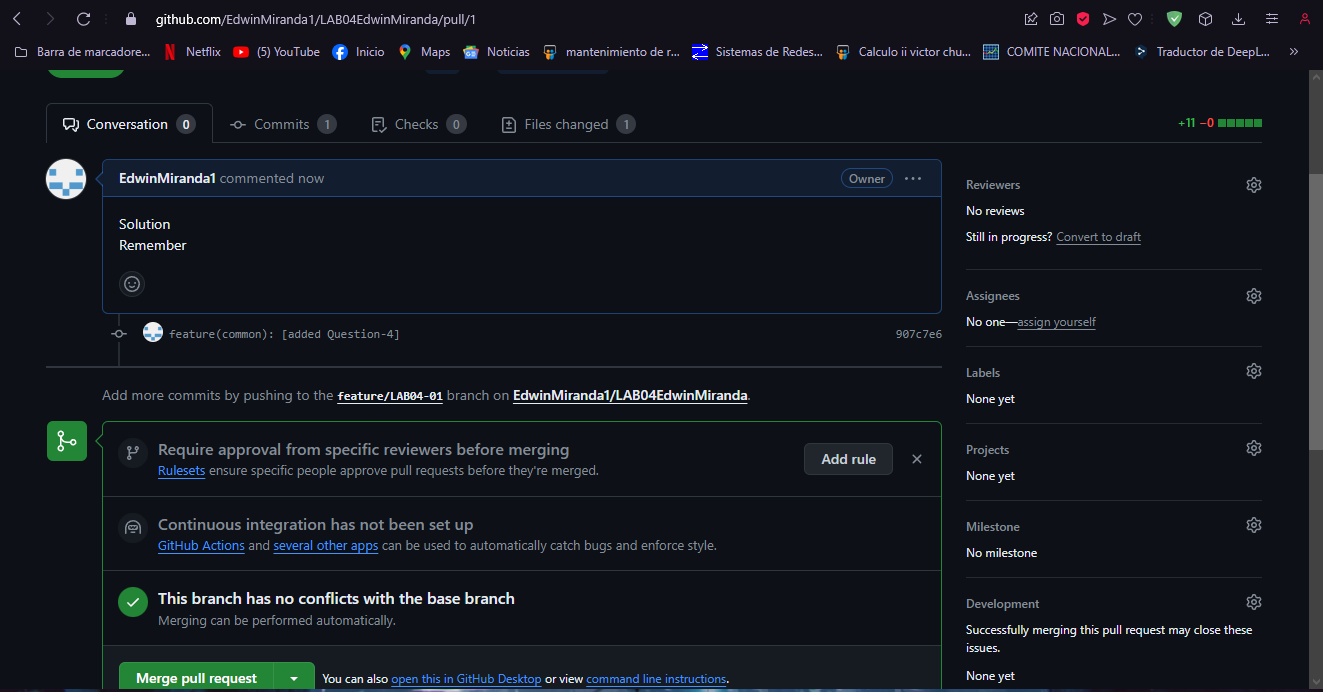 github.com/EdwinMiranda1/LAB04EdwinMiranda/pull/1
Barra de marcadore... Netflix (5) YouTube Inicio Maps Noticias mantenimiento de r... Sistemas de Redes... Calculo ii victor chu... COMITE NACIONAL... Traductor de DeepL... »
Conversation 0 Commits 1 Checks 0 Files changed 1 +11 −0
EdwinMiranda1 commented now Owner ···
Solution
Remember
feature(common): [added Question-4] 907c7e6
Add more commits by pushing to the feature/LAB04-01 branch on EdwinMiranda1/LAB04EdwinMiranda.
Require approval from specific reviewers before merging
Rulesets ensure specific people approve pull requests before they're merged.
Add rule
Continuous integration has not been set up
GitHub Actions and several other apps can be used to automatically catch bugs and enforce style.
This branch has no conflicts with the base branch
Merging can be performed automatically.
Merge pull request You can also open this in GitHub Desktop or view command line instructions.
Reviewers
No reviews
Still in progress? Convert to draft
Assignees
No one—assign yourself
Labels
None yet
Projects
None yet
Milestone
No milestone
Development
Successfully merging this pull request may close these
issues.
None yet